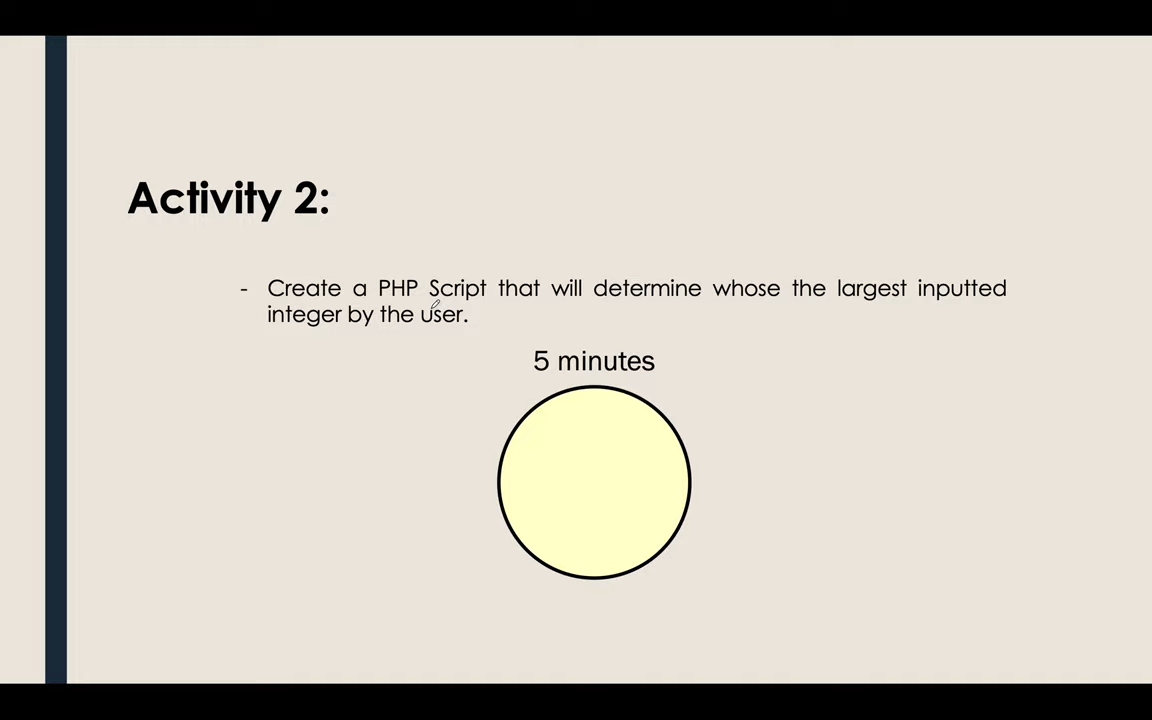 Activity 2:
- Create a PHP Script that will determine whose the largest inputted
integer by the user.
5 minutes